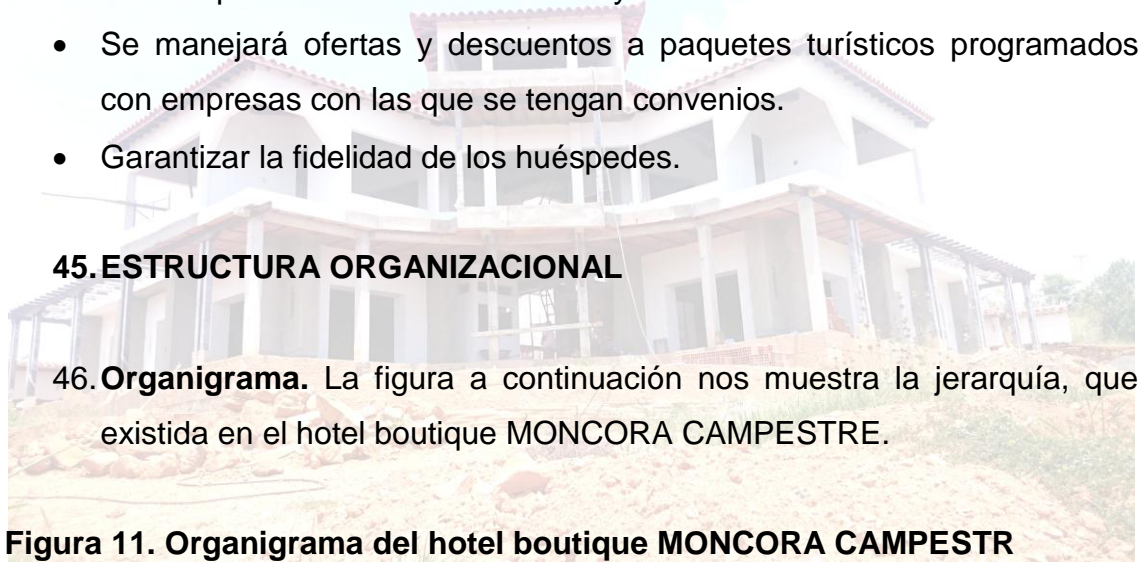 • Se manejará ofertas y descuentos a paquetes turísticos programados
con empresas con las que se tengan convenios.
• Garantizar la fidelidad de los huéspedes.
45.ESTRUCTURA ORGANIZACIONAL
46.Organigrama. La figura a continuación nos muestra la jerarquía, que
existida en el hotel boutique MONCORA CAMPESTRE.
Figura 11. Organigrama del hotel boutique MONCORA CAMPESTR